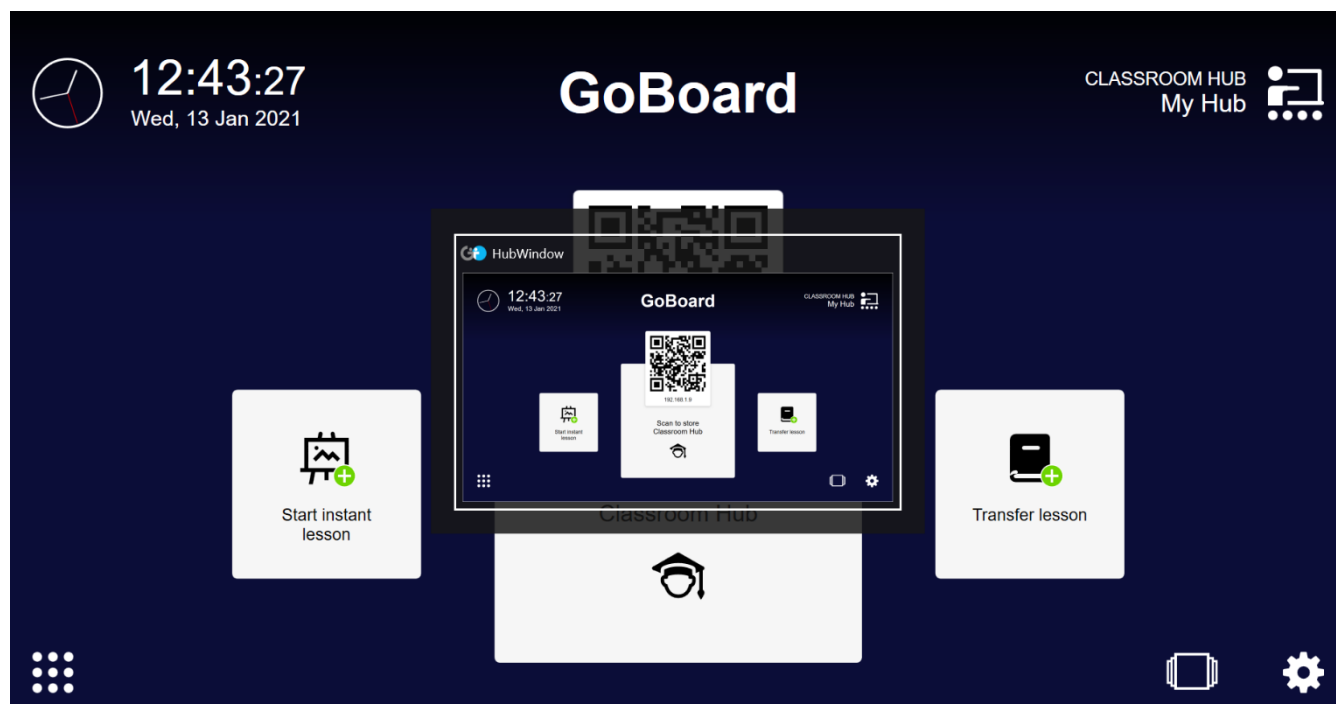 12:43:27
Wed, 13 Jan 2021
GoBoard
CLASSROOM HUB
My Hub
HubWindow
12:43:27
Wed, 13 Jan 2021
GoBoard
CLASSROOM HUB
My Hub
192.168.1.9
Scan to store
Classroom Hub
Start instant
lesson
Transfer lesson
Start instant
lesson
Classroom Hub
Transfer lesson